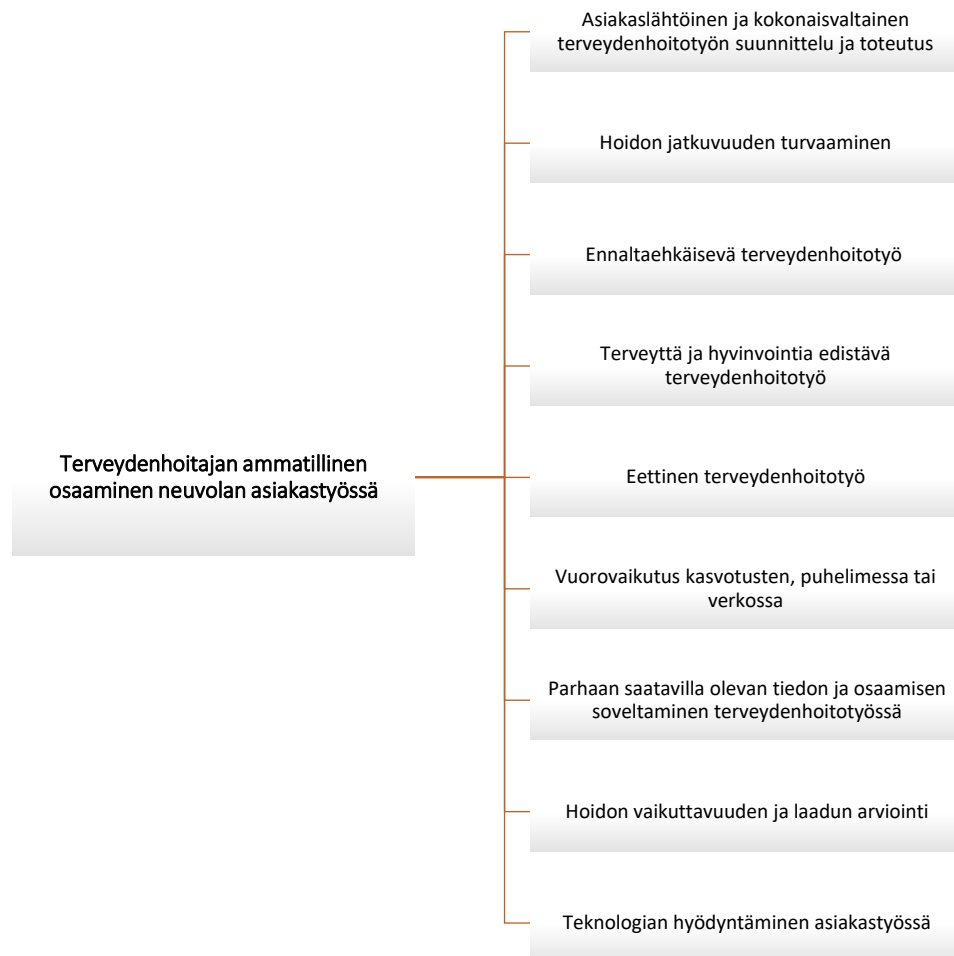 Asiakaslähtöinen ja kokonaisvaltainen
terveydenhoitotyön suunnittelu ja toteutus
Hoidon jatkuvuuden turvaaminen
Ennaltaehkäisevä terveydenhoitotyö
Terveyttä ja hyvinvointia edistävä
terveydenhoitotyö
Terveydenhoitajan ammatillinen
osaaminen neuvolan asiakastyössä
Eettinen terveydenhoitotyö
Vuorovaikutus kasvotusten, puhelimessa tai
verkossa
Parhaan saatavilla olevan tiedon ja osaamisen
soveltaminen terveydenhoitotyössä
Hoidon vaikuttavuuden ja laadun arviointi
Teknologian hyödyntäminen asiakastyössä